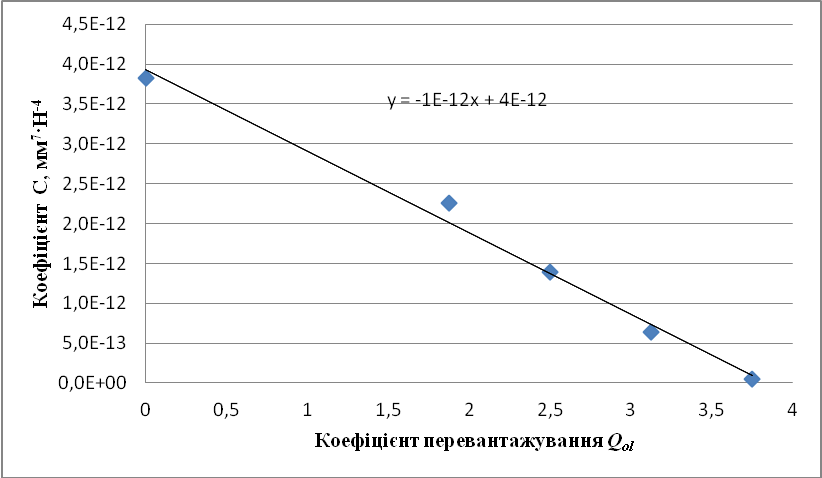 4,5E-12
4,0E-12
3,5E-12
3,0E-12
2,5E-12
2,0E-12
1,5E-12
1,0E-12
5,0E-13
0,0E+00
Коефіцієнт С, мм⁷·Н⁻⁴
y = -1E-12x + 4E-12
0 0,5 1 1,5 2 2,5 3 3,5 4
Коефіцієнт перевантажування Qol